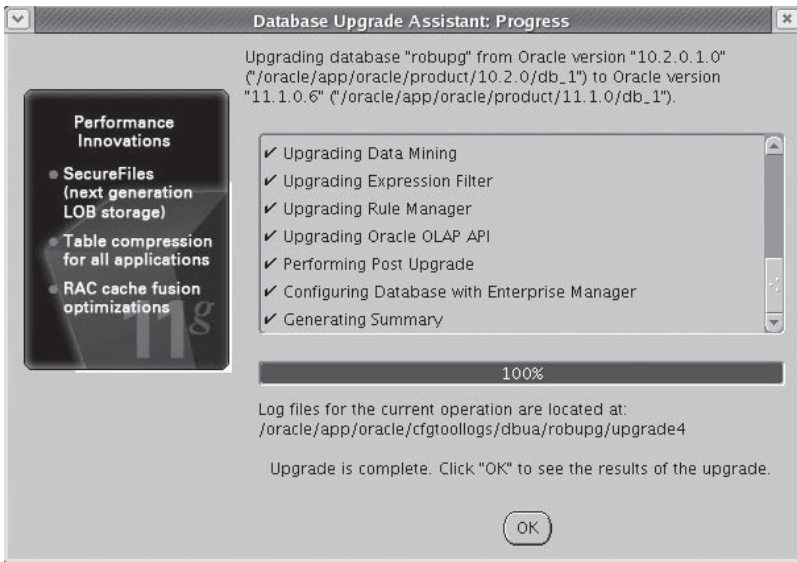 Database Upgrade Assistant: Progress
Upgrading database "robupg" from Oracle version "10.2.0.1.0"
("/oracle/app/oracle/product/10.2.0/db_1") to Oracle version
"11.1.0.6" ("/oracle/app/oracle/product/11.1.0/db_1").
Performance
Innovations
SecureFiles
(next generation
LOB storage)
Table compression
for all applications
RAC cache fusion
optimizations
11g
✔ Upgrading Data Mining
✔ Upgrading Expression Filter
✔ Upgrading Rule Manager
✔ Upgrading Oracle OLAP API
✔ Performing Post Upgrade
✔ Configuring Database with Enterprise Manager
✔ Generating Summary
100%
Log files for the current operation are located at:
/oracle/app/oracle/cfgtoollogs/dbua/robupg/upgrade4
Upgrade is complete. Click "OK" to see the results of the upgrade.
OK